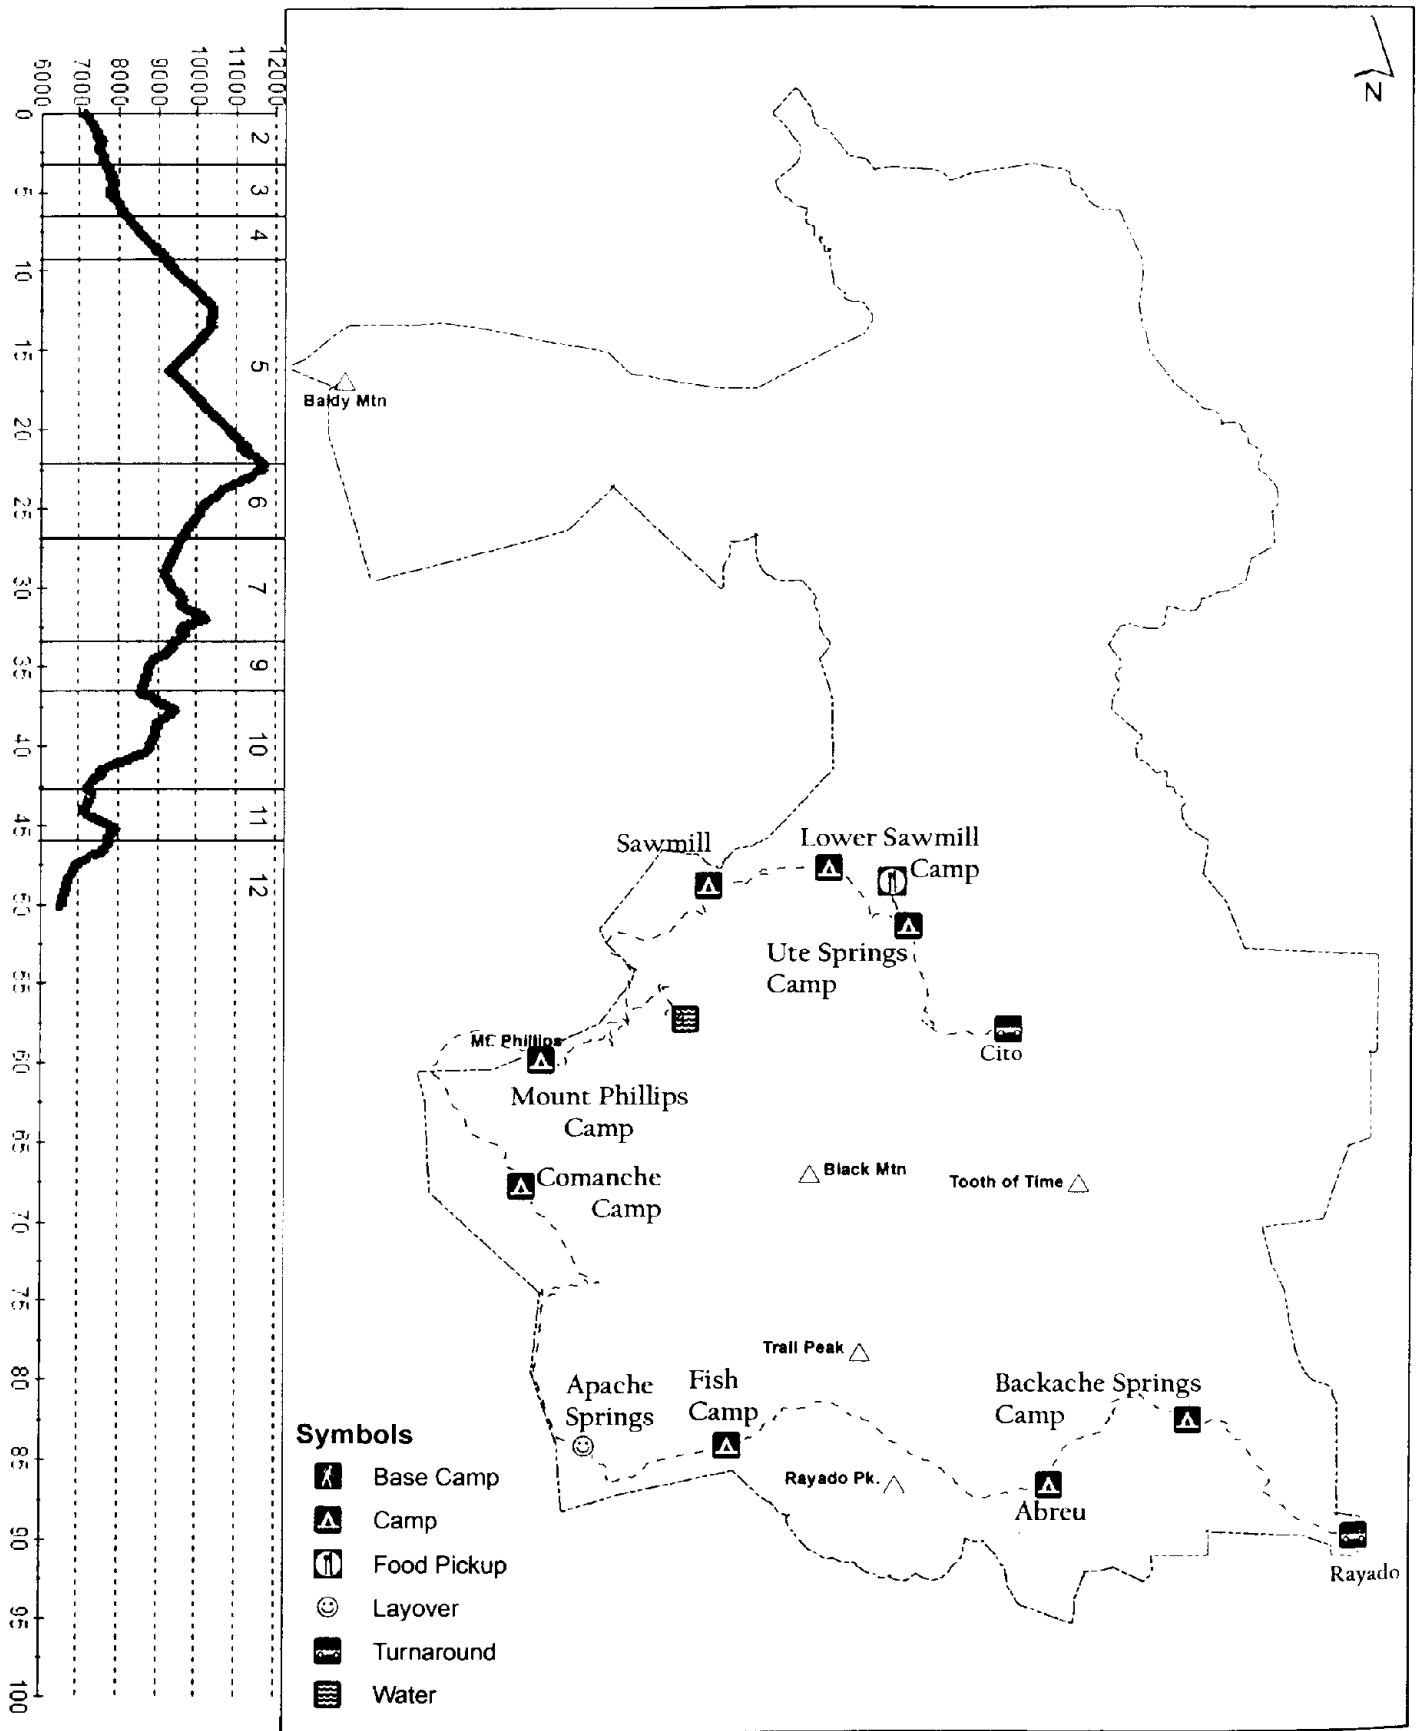 6000 7000 8000 9000 10000 11000 12000
0
2
3
5
4
10
15
5
20
6
25
7
30
9
35
10
40
11
45
12
50
55
60
65
70
75
80
85
90
95
100
N
Baldy Mtn
Sawmill
Lower Sawmill
Camp
Ute Springs
Camp
Cito
Mt. Phillips
Mount Phillips
Camp
Comanche
Camp
Black Mtn
Tooth of Time
Trail Peak
Apache
Springs
Fish
Camp
Backache Springs
Camp
Rayado Pk.
Abreu
Rayado
Symbols
Base Camp
Camp
Food Pickup
Layover
Turnaround
Water